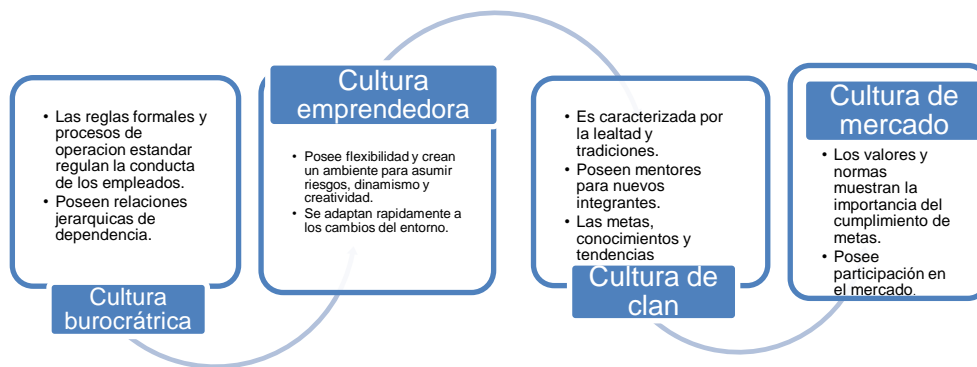 • Las reglas formales y
procesos de
operacion estandar
regulan la conducta
de los empleados.
• Poseen relaciones
jerarquicas de
dependencia.
Cultura
burocrátrica
Cultura
emprendedora
• Posee flexibilidad y crean
un ambiente para asumir
riesgos, dinamismo y
creatividad.
• Se adaptan rapidamente a
los cambios del entorno.
• Es caracterizada por
la lealtad y
tradiciones.
• Poseen mentores
para nuevos
integrantes.
• Las metas,
conocimientos y
tendencias
Cultura de
clan
Cultura de
mercado
• Los valores y
normas
muestran la
importancia del
cumplimiento de
metas.
• Posee
participación en
el mercado.